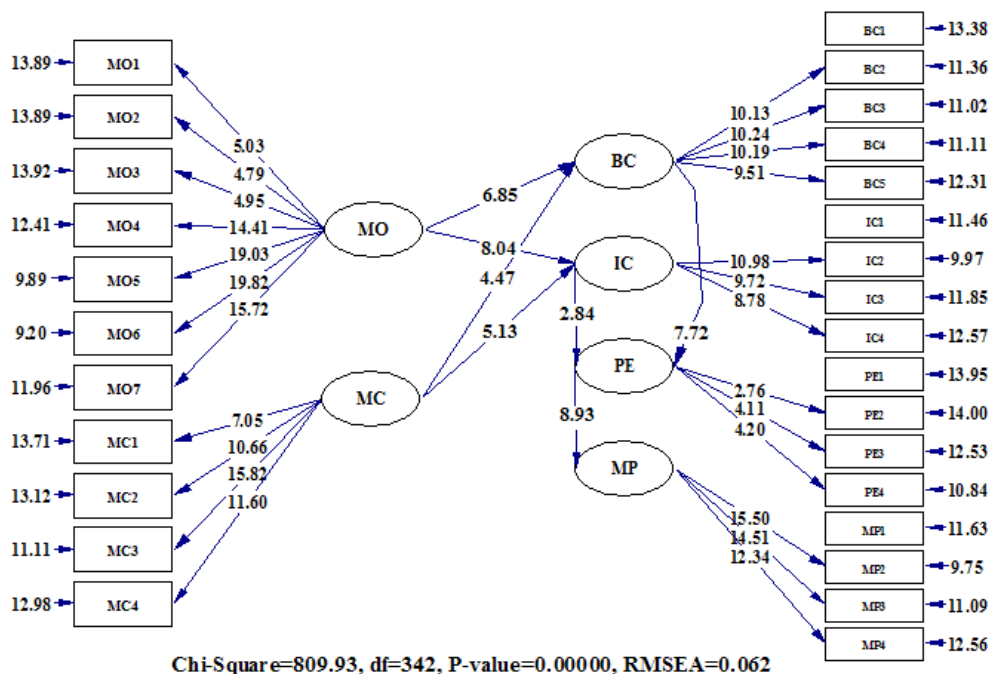 BC1 13.38
13.89 MO1 BC2 11.36
13.89 MO2 10.13 BC3 11.02
5.03 10.24 BC4 11.11
13.92 MO3 4.79 BC 10.19
4.95 6.85 9.51 BC5 12.31
12.41 MO4 14.41 MO IC1 11.46
19.03 8.04 IC 10.98 IC2 9.97
9.89 MO5 19.82 4.47 9.72 IC3 11.85
15.72 5.13 2.84 8.78 IC4 12.57
9.20 MO6 7.72
11.96 MO7 PE PE1 13.95
MC 2.76 PE2 14.00
7.05 8.93 4.11 PE3 12.53
13.71 MC1 10.66 4.20
15.82 MP PE4 10.84
13.12 MC2 11.60
15.50 MP1 11.63
11.11 MC3 14.51 MP2 9.75
12.34
12.98 MC4 MP3 11.09
MP4 12.56
Chi-Square=809.93, df=342, P-value=0.00000, RMSEA=0.062